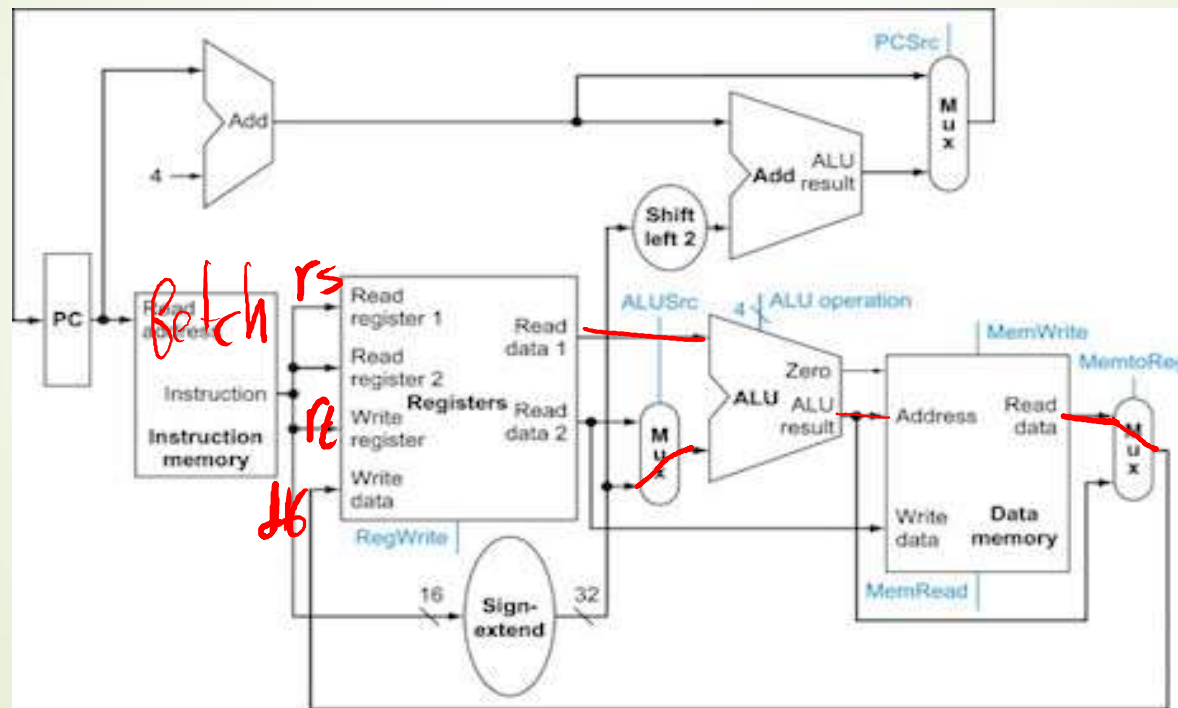 PCSrc
Mux
Add
4
Add
ALU result
Shift left 2
PC
fetch
Read address
Instruction
Instruction memory
rs
rt
Read register 1
Read register 2
Write register
Write data
Registers
Read data 1
Read data 2
RegWrite
16
Sign-extend
32
ALUSrc
Mux
4
ALU operation
Zero
ALU
ALU result
MemWrite
Address
Read data
Write data
Data memory
MemRead
MemtoReg
Mux